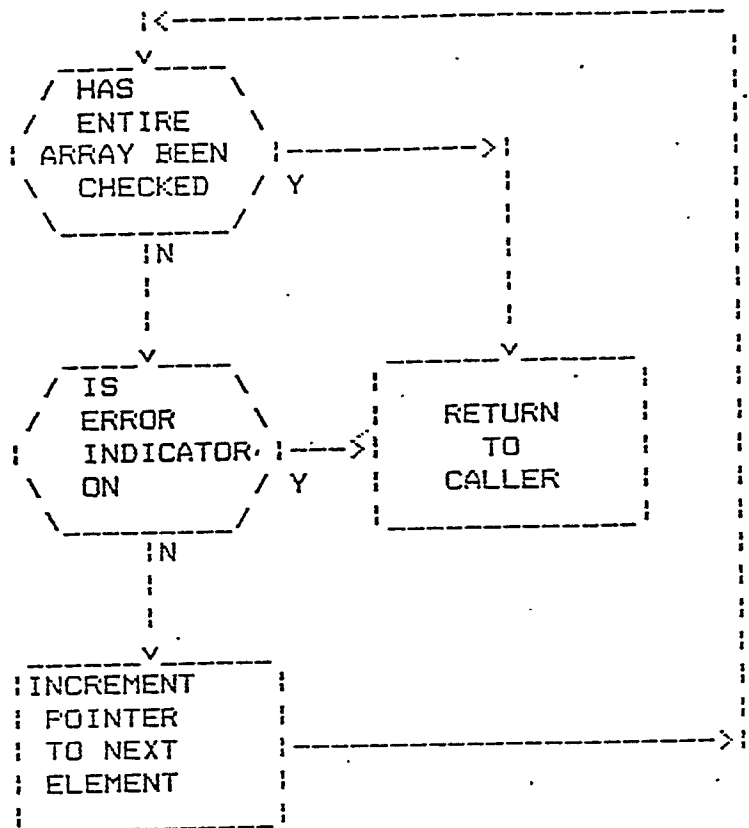 HAS
ENTIRE
ARRAY BEEN
CHECKED
Y
N
IS
ERROR
INDICATOR
ON
Y
N
RETURN
TO
CALLER
INCREMENT
POINTER
TO NEXT
ELEMENT